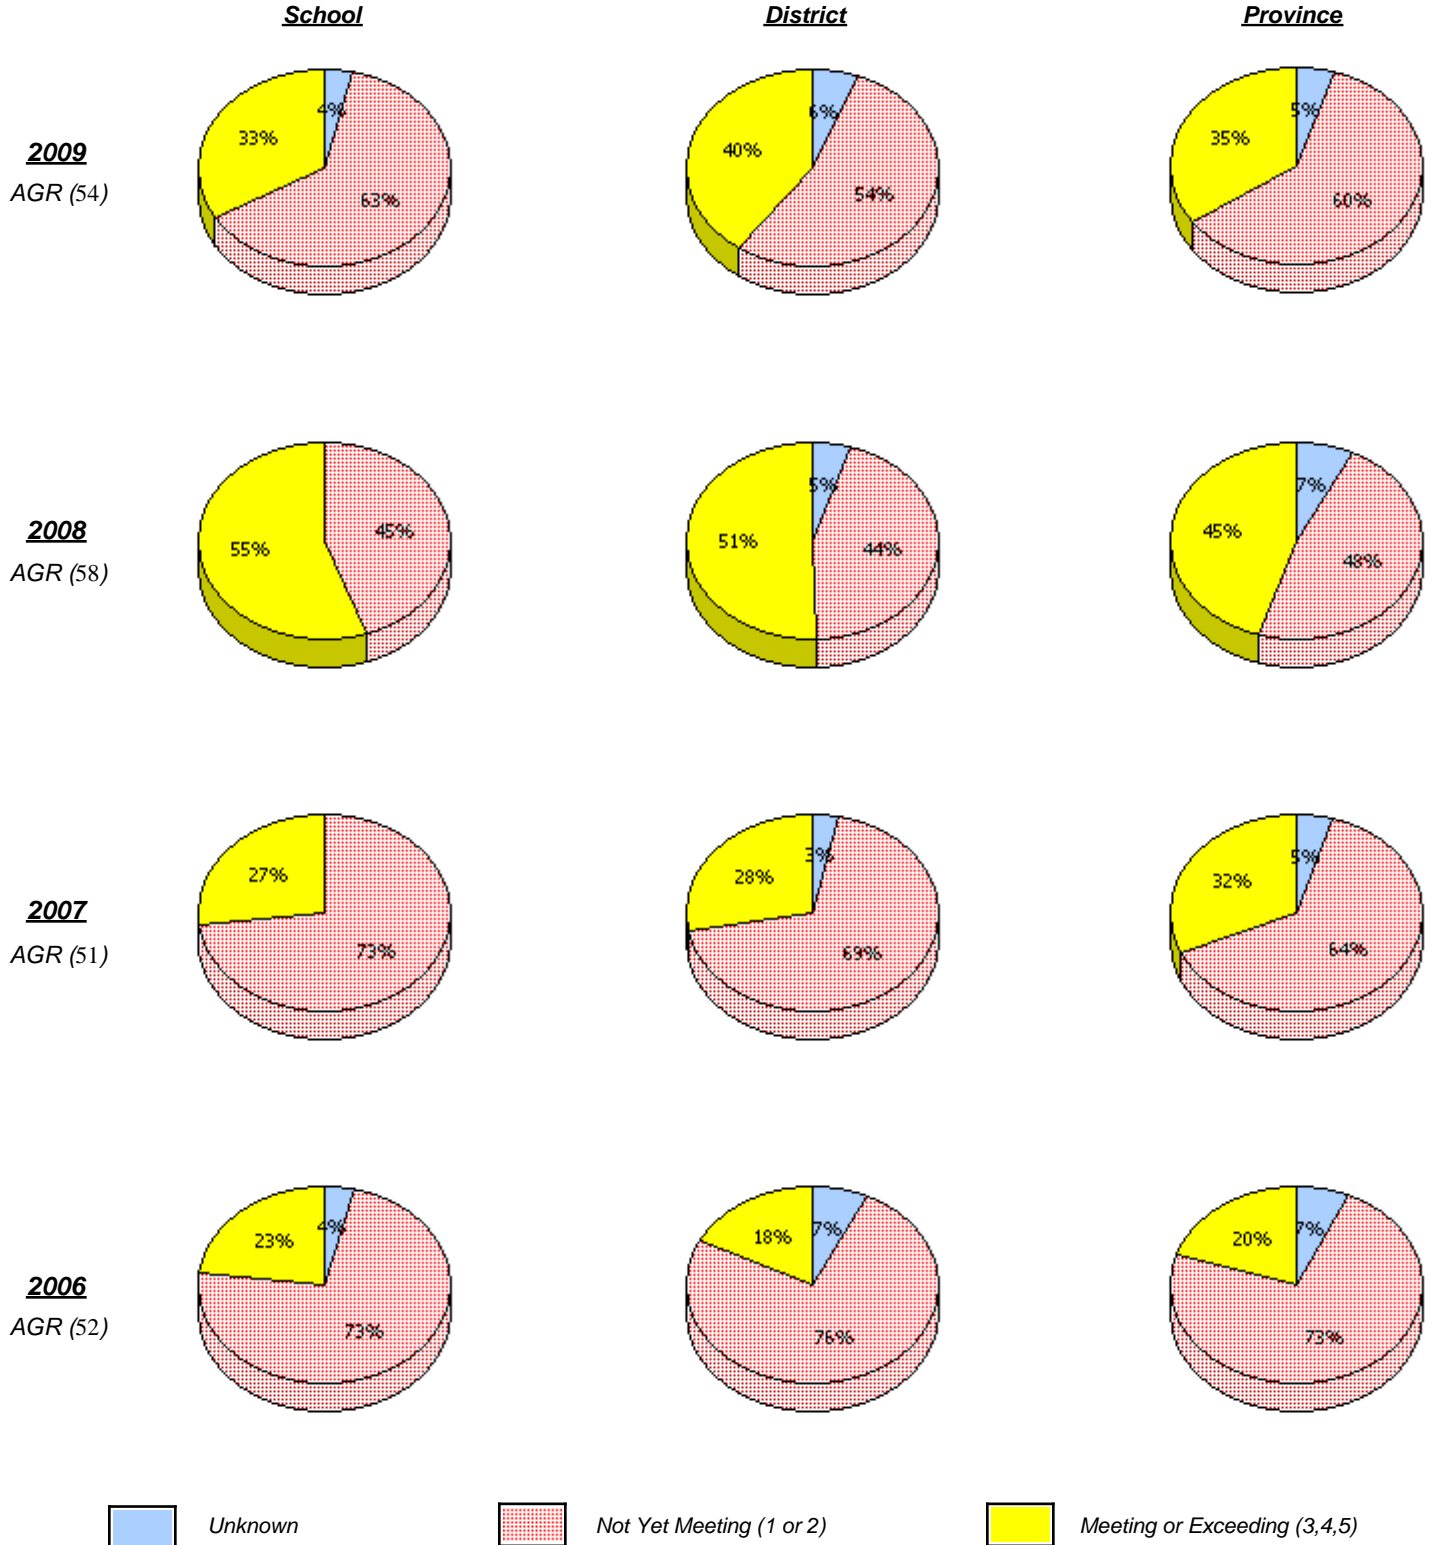 School District Province
4% 6% 5%
33% 40% 35%
2009
AGR (54)
63% 54% 60%
5% 7%
2008
55% 45% 51% 44% 45% 48%
AGR (58)
3% 5%
27% 28% 32%
2007
AGR (51)
73% 69% 64%
4% 7% 7%
23% 18% 20%
2006
AGR (52)
73% 76% 73%
Unknown Not Yet Meeting (1 or 2) Meeting or Exceeding (3,4,5)